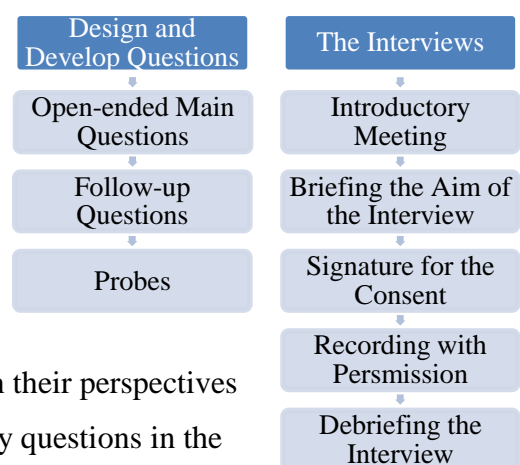 Design and
Develop Questions
Open-ended Main
Questions
Follow-up
Questions
Probes
The Interviews
Introductory
Meeting
Briefing the Aim of
the Interview
Signature for the
Consent
Recording with
Persmission
Debriefing the
Interview
their perspectives
questions in the